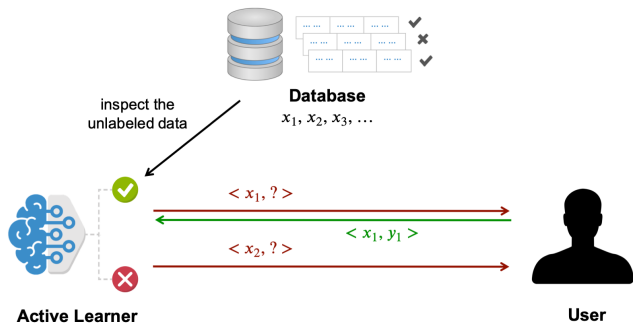 ... ... ... ... ... ...
... ... ... ... ... ...
... ... ... ... ... ...
Database
x₁, x₂, x₃, ...
inspect the
unlabeled data
< x₁, ? >
< x₁, y₁ >
< x₂, ? >
Active Learner
User